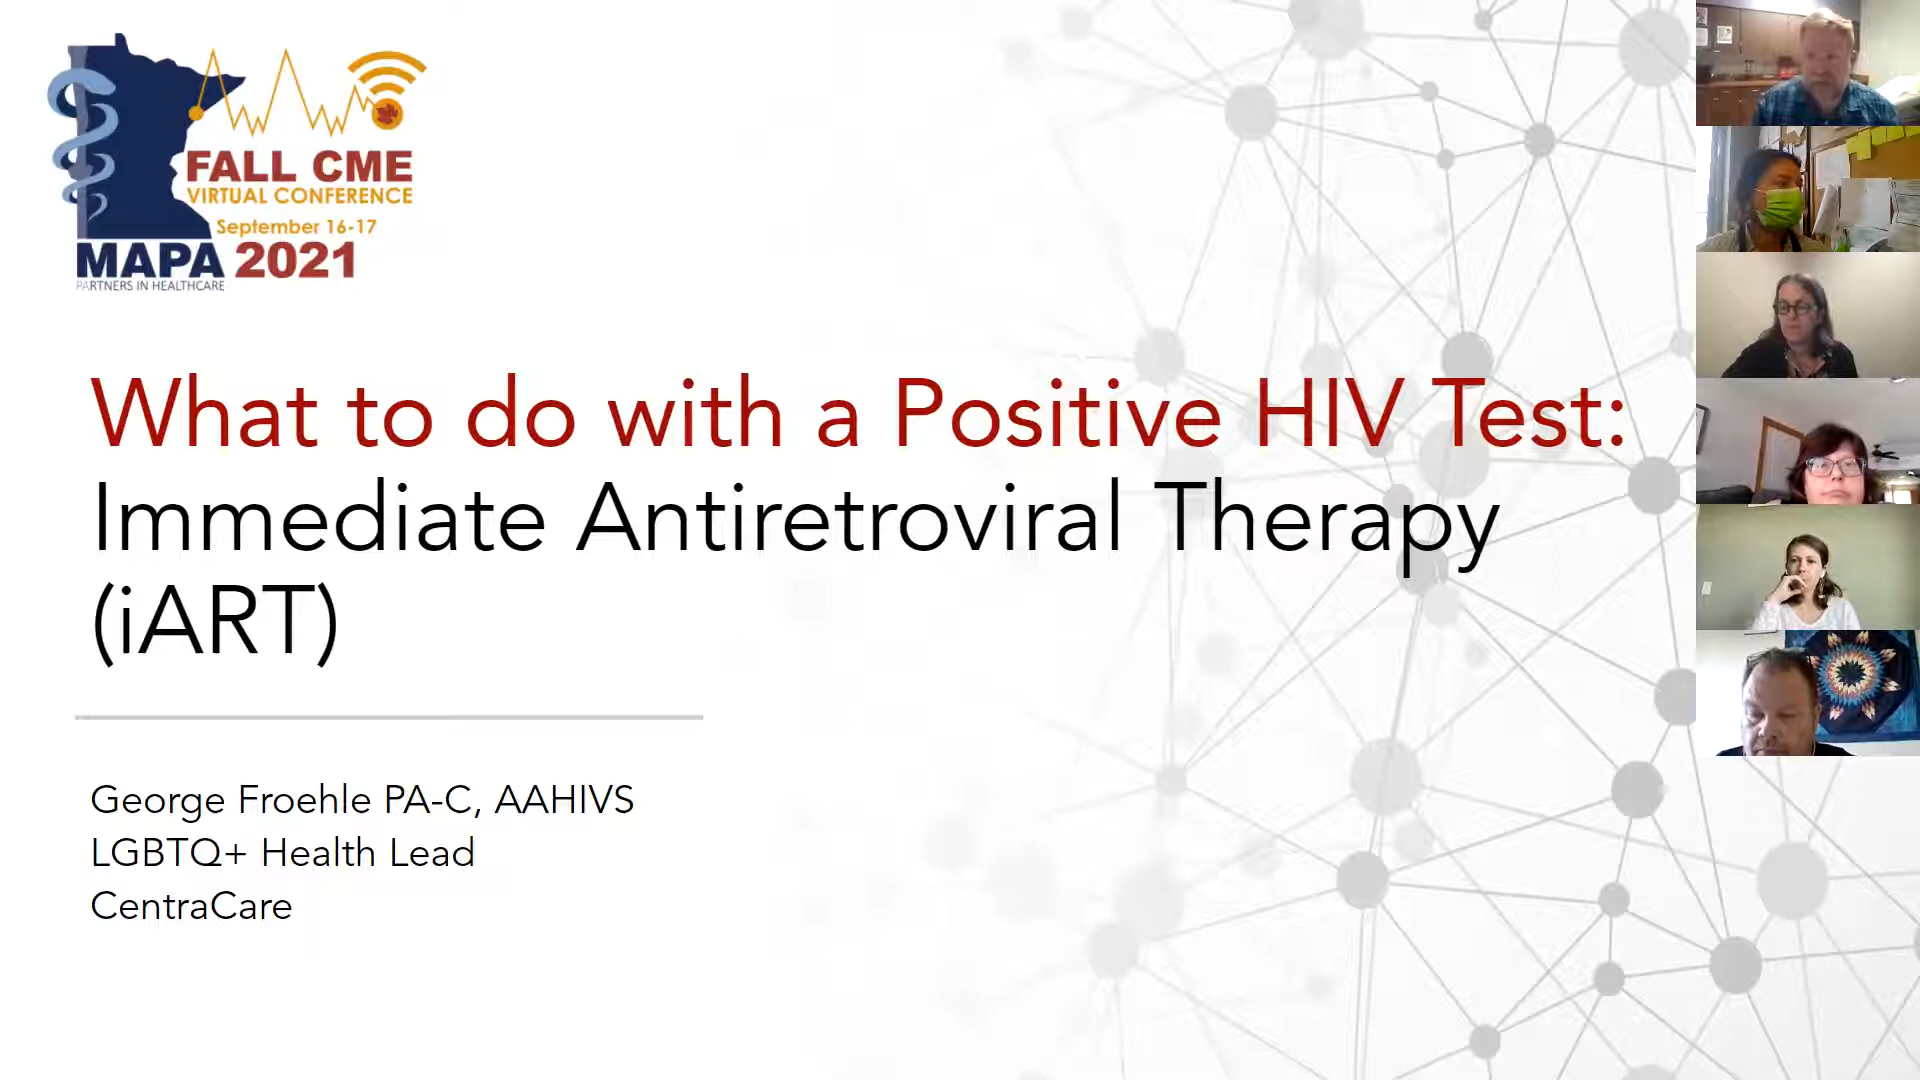 FALL CME
VIRTUAL CONFERENCE
September 16-17
MAPA 2021
PARTNERS IN HEALTHCARE
What to do with a Positive HIV Test:
Immediate Antiretroviral Therapy
(iART)
George Froehle PA-C, AAHIVS
LGBTQ+ Health Lead
CentraCare